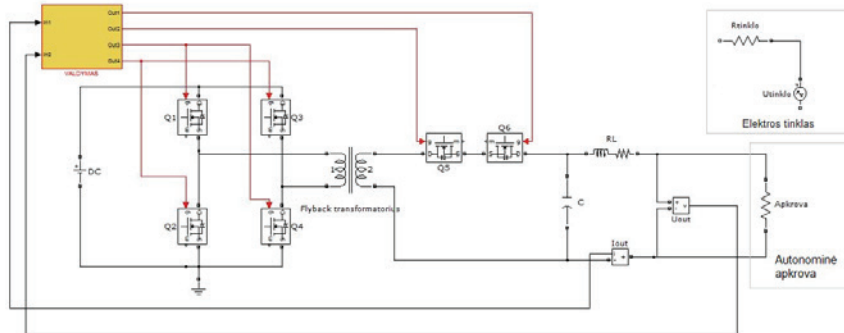 In1
In2
Out1
Out2
Out3
Out4
VALDYMAS
Rtinklo
Utinklo
Elektros tinklas
Q1
Q3
Q2
Q4
DC
1
2
Flyback transformatorius
Q5
Q6
RL
C
Iout
Uout
Apkrova
Autonominė
apkrova